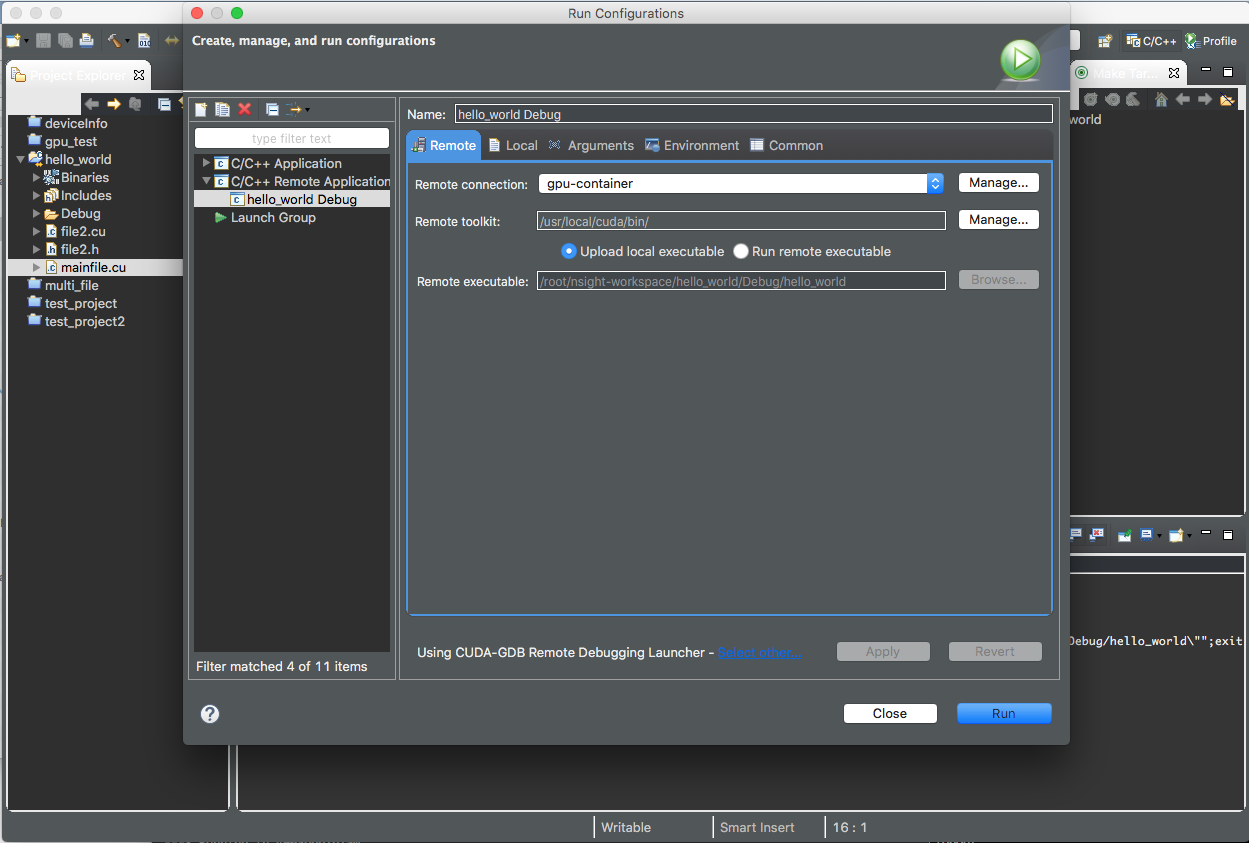 Run Configurations
Create, manage, and run configurations
C/C++
Profile
Project Explorer
Make Tar...
type filter text
Name:
hello_world Debug
Remote
Local
Arguments
Environment
Common
deviceInfo
gpu_test
hello_world
Binaries
Includes
Debug
file2.cu
file2.h
mainfile.cu
multi_file
test_project
test_project2
C/C++ Application
C/C++ Remote Application
hello_world Debug
Launch Group
Remote connection:
gpu-container
Manage...
Remote toolkit:
/usr/local/cuda/bin/
Manage...
Upload local executable
Run remote executable
Remote executable:
/root/nsight-workspace/hello_world/Debug/hello_world
Browse...
world
Debug/hello_world\"";exit
Filter matched 4 of 11 items
Using CUDA-GDB Remote Debugging Launcher - Select other...
Apply
Revert
?
Close
Run
Writable
Smart Insert
16 : 1